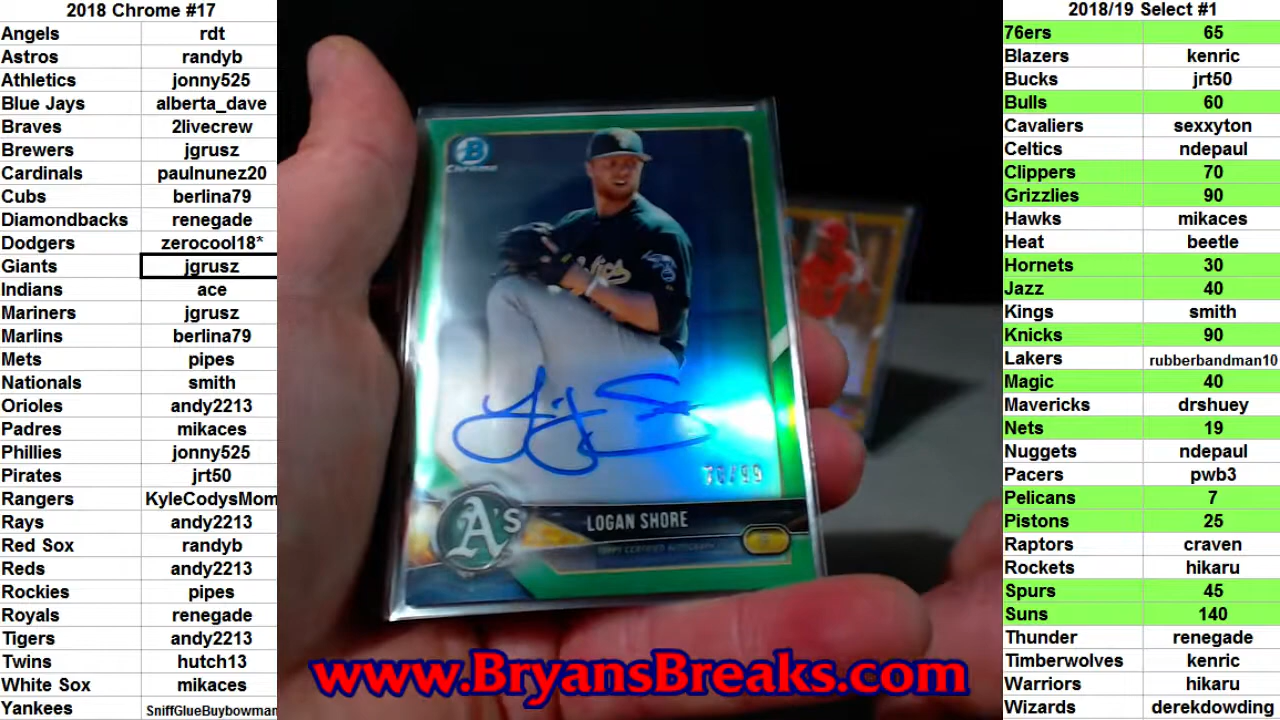 2018 Chrome #17
Angels rdt
Astros randyb
Athletics jonny525
Blue Jays alberta_dave
Braves 2livecrew
Brewers jgrusz
Cardinals paulnunez20
Cubs berlina79
Diamondbacks renegade
Dodgers zerocool18*
Giants jgrusz
Indians ace
Mariners jgrusz
Marlins berlina79
Mets pipes
Nationals smith
Orioles andy2213
Padres mikaces
Phillies jonny525
Pirates jrt50
Rangers KyleCodysMom
Rays andy2213
Red Sox randyb
Reds andy2213
Rockies pipes
Royals renegade
Tigers andy2213
Twins hutch13
White Sox mikaces
Yankees SniffGlueBuybowman
B
Chrome
A's
LOGAN SHORE
TOPPS CERTIFIED AUTOGRAPH
www.BryansBreaks.com
2018/19 Select #1
76ers 65
Blazers kenric
Bucks jrt50
Bulls 60
Cavaliers sexxyton
Celtics ndepaul
Clippers 70
Grizzlies 90
Hawks mikaces
Heat beetle
Hornets 30
Jazz 40
Kings smith
Knicks 90
Lakers rubberbandman10
Magic 40
Mavericks drshuey
Nets 19
Nuggets ndepaul
Pacers pwb3
Pelicans 7
Pistons 25
Raptors craven
Rockets hikaru
Spurs 45
Suns 140
Thunder renegade
Timberwolves kenric
Warriors hikaru
Wizards derekdowding